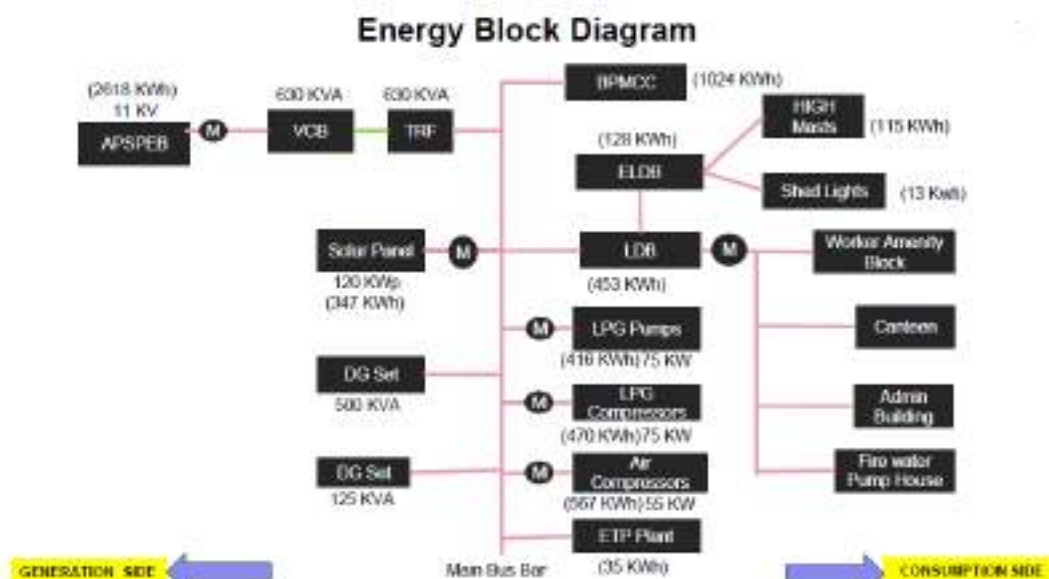 Energy Block Diagram
(2618 KWh)
11 KV
APSPEB
M
630 KVA
VCB
630 KVA
TRF
BPMCC
(1024 KWh)
HIGH
Masts
(115 KWh)
(128 KWh)
ELDB
Shed Lights
(13 Kwh)
Solar Panel
M
120 KWp
(347 KWh)
LDB
M
(453 KWh)
Worker Amenity
Block
M
LPG Pumps
(416 KWh) 75 KW
Canteen
DG Set
500 KVA
M
LPG
Compressors
(470 KWh) 75 KW
Admin
Building
DG Set
125 KVA
M
Air
Compressors
(567 KWh) 55 KW
Fire water
Pump House
ETP Plant
(35 KWh)
Main Bus Bar
GENERATION SIDE
CONSUMPTION SIDE